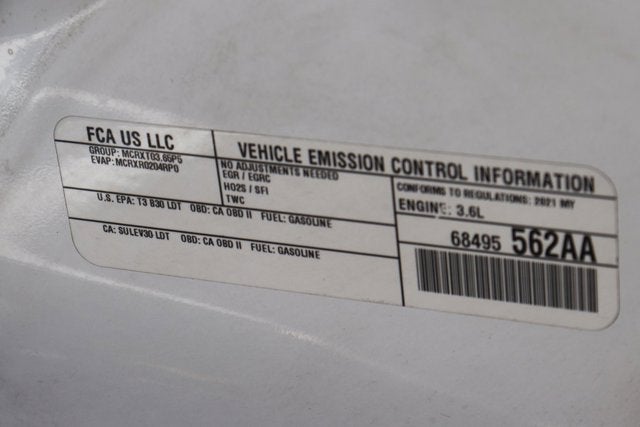 FCA US LLC
GROUP: MCRXT03.65P5
EVAP: MCRXR0204RP0
VEHICLE EMISSION CONTROL INFORMATION
NO ADJUSTMENTS NEEDED
EGR / EGRC
HO2S / SFI
TWC
CONFORMS TO REGULATIONS: 2021 MY
ENGINE: 3.6L
U.S. EPA: T3 B30 LDT OBD: CA OBD II FUEL: GASOLINE
CA: SULEV30 LDT OBD: CA OBD II FUEL: GASOLINE
68495 562AA